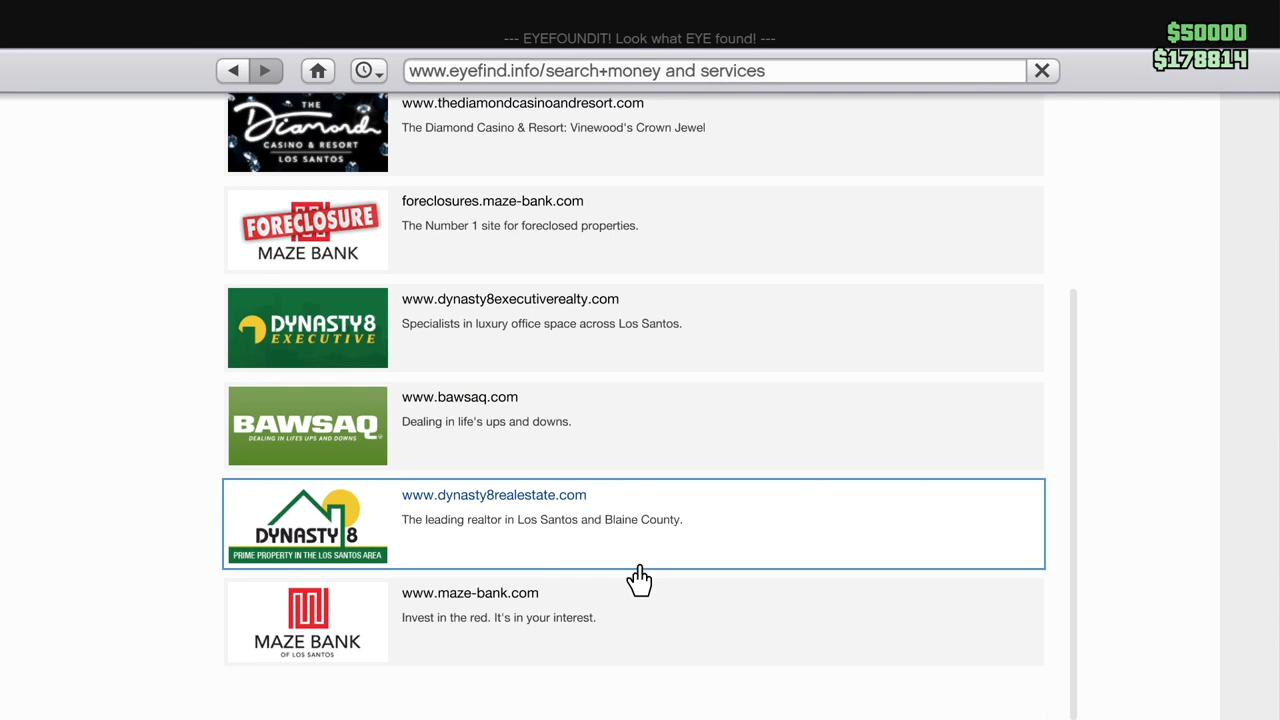 --- EYEFOUNDIT! Look what EYE found! ---
$50000
$178814
www.eyefind.info/search+money and services
THE
Diamond
CASINO & RESORT
LOS SANTOS
www.thediamondcasinoandresort.com
The Diamond Casino & Resort: Vinewood's Crown Jewel
FORECLOSURE
MAZE BANK
foreclosures.maze-bank.com
The Number 1 site for foreclosed properties.
DYNASTY8
EXECUTIVE
www.dynasty8executiverealty.com
Specialists in luxury office space across Los Santos.
BAWSAQ
DEALING IN LIFES UPS AND DOWNS
www.bawsaq.com
Dealing in life's ups and downs.
DYNASTY 8
PRIME PROPERTY IN THE LOS SANTOS AREA
www.dynasty8realestate.com
The leading realtor in Los Santos and Blaine County.
MAZE BANK
OF LOS SANTOS
www.maze-bank.com
Invest in the red. It's in your interest.